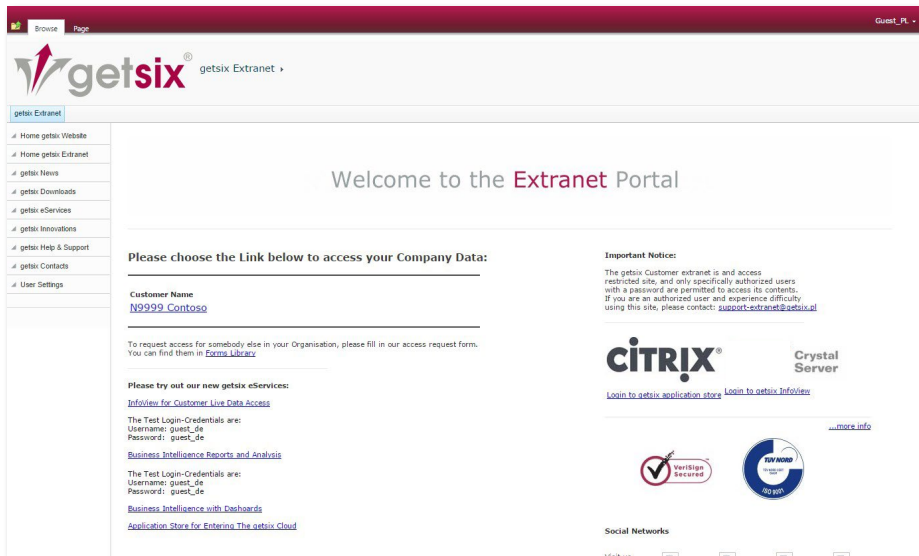 Browse
Page
Guest_PL
getsix®
getsix Extranet
getsix Extranet
Home getsix Website
Home getsix Extranet
getsix News
getsix Downloads
getsix eServices
getsix Innovations
getsix Help & Support
getsix Contacts
User Settings
Welcome to the Extranet Portal
Please choose the Link below to access your Company Data:
Customer Name
N9999 Contoso
To request access for somebody else in your Organisation, please fill in our access request form.
You can find them in Forms Library
Please try out our new getsix eServices:
InfoView for Customer Live Data Access
The Test Login-Credentials are:
Username: guest_de
Password: guest_de
Business Intelligence Reports and Analysis
The Test Login-Credentials are:
Username: guest_de
Password: guest_de
Business Intelligence with Dashoards
Application Store for Entering The getsix Cloud
Important Notice:
The getsix Customer extranet is and access
restricted site, and only specifically authorized users
with a password are permitted to access its contents.
If you are an authorized user and experience difficulty
using this site, please contact: support-extranet@getsix.pl
CITRIX®
Login to getsix application store
Crystal
Server
Login to getsix InfoView
...more info
VeriSign
Secured
TÜV NORD
ISO 9001
Social Networks